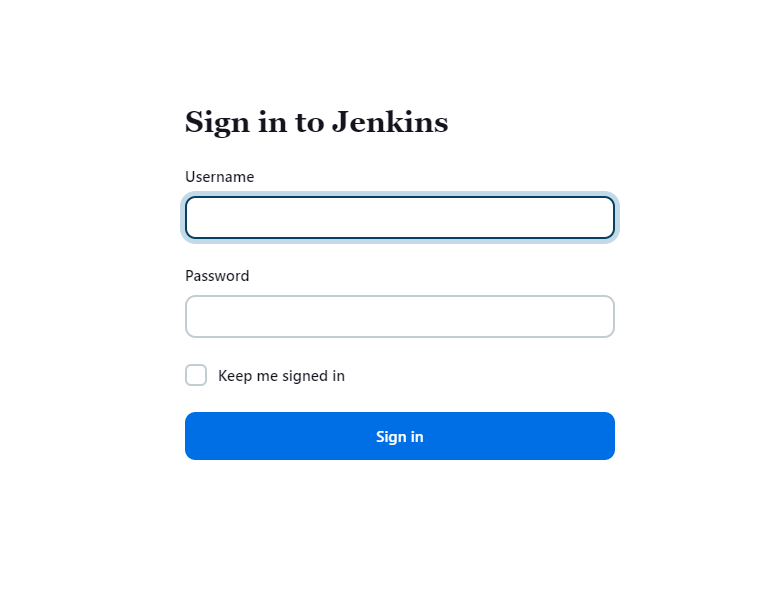 Sign in to Jenkins
Username
Password
Keep me signed in
Sign in